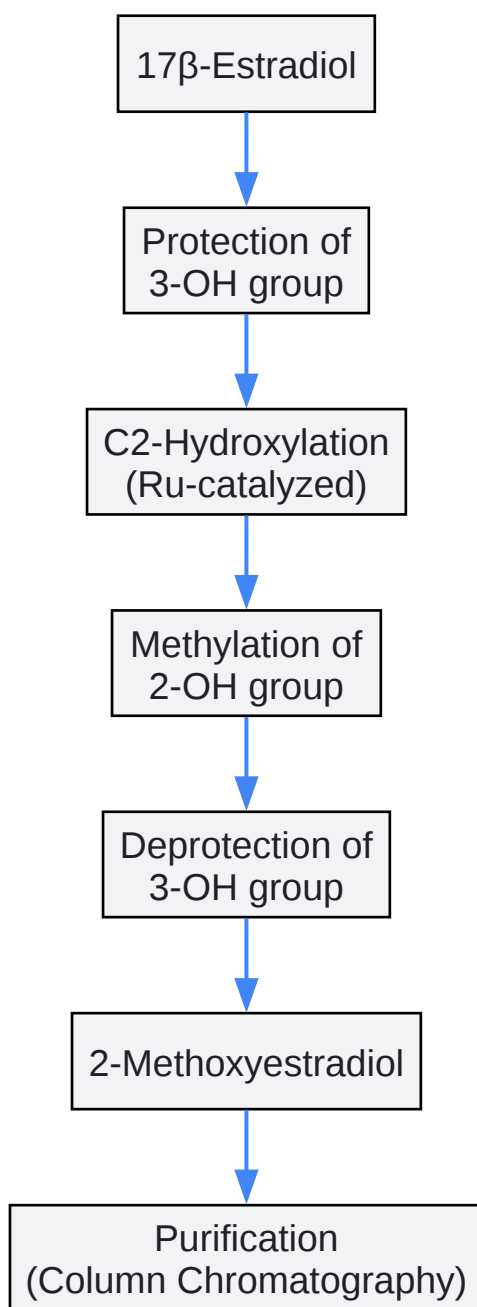 17β-Estradiol
Protection of
3-OH group
C2-Hydroxylation
(Ru-catalyzed)
Methylation of
2-OH group
Deprotection of
3-OH group
2-Methoxyestradiol
Purification
(Column Chromatography)